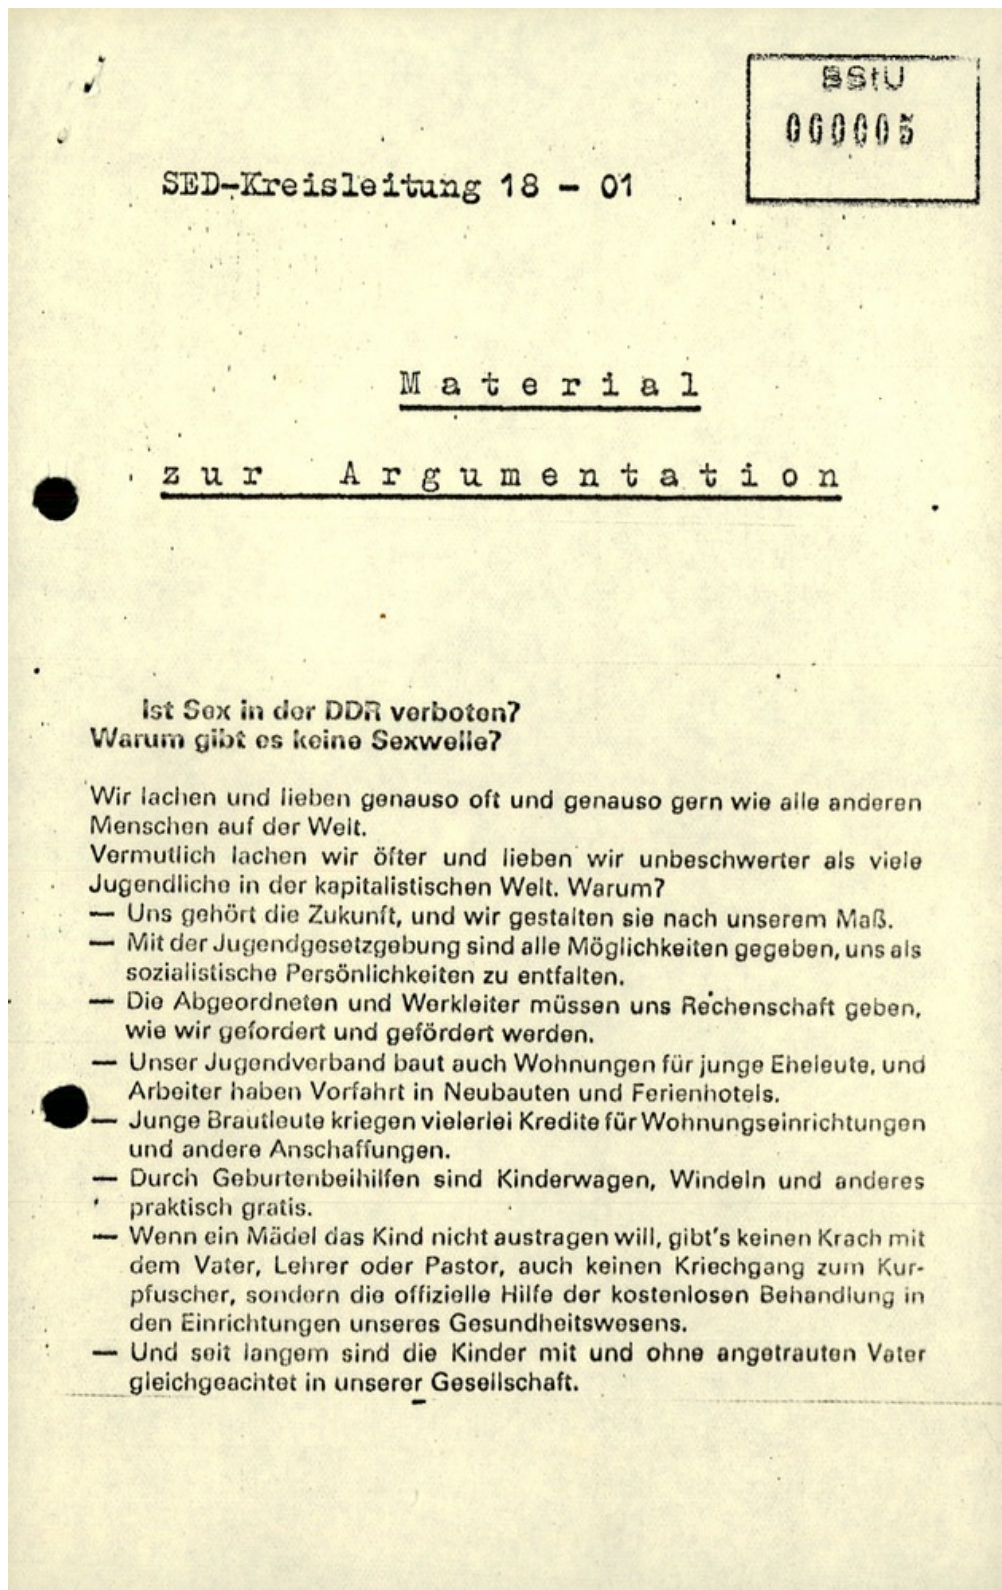 BStU
000005
SED-Kreisleitung 18 - 01
Material
zur Argumentation
Ist Sex in der DDR verboten?
Warum gibt es keine Sexwelle?
Wir lachen und lieben genauso oft und genauso gern wie alle anderen
Menschen auf der Welt.
Vermutlich lachen wir öfter und lieben wir unbeschwerter als viele
Jugendliche in der kapitalistischen Welt. Warum?
— Uns gehört die Zukunft, und wir gestalten sie nach unserem Maß.
— Mit der Jugendgesetzgebung sind alle Möglichkeiten gegeben, uns als
sozialistische Persönlichkeiten zu entfalten.
— Die Abgeordneten und Werkleiter müssen uns Rechenschaft geben,
wie wir gefordert und gefördert werden.
— Unser Jugendverband baut auch Wohnungen für junge Eheleute, und
Arbeiter haben Vorfahrt in Neubauten und Ferienhotels.
— Junge Brautleute kriegen vielerlei Kredite für Wohnungseinrichtungen
und andere Anschaffungen.
— Durch Geburtenbeihilfen sind Kinderwagen, Windeln und anderes
praktisch gratis.
— Wenn ein Mädel das Kind nicht austragen will, gibt's keinen Krach mit
dem Vater, Lehrer oder Pastor, auch keinen Kriechgang zum Kur-
pfuscher, sondern die offizielle Hilfe der kostenlosen Behandlung in
den Einrichtungen unseres Gesundheitswesens.
— Und seit langem sind die Kinder mit und ohne angetrauten Vater
gleichgeachtet in unserer Gesellschaft.